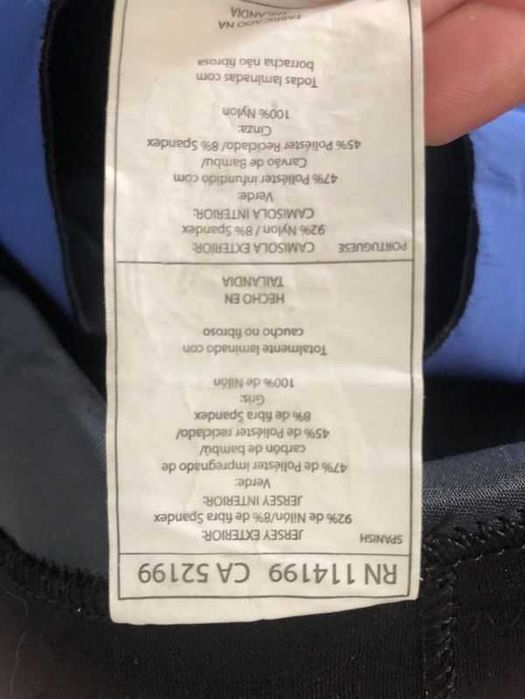 RN 114199 CA 52199
SPANISH JERSEY EXTERIOR:
92% de Nilón/8% de fibra Spandex
JERSEY INTERIOR:
Verde:
47% de Poliéster impregnado de
carbón de bambú/
45% de Poliéster reciclado/
8% de fibra Spandex
Gris:
100% de Nilón
Totalmente laminado con
caucho no fibroso
HECHO EN
TAILANDIA
PORTUGUESE CAMISOLA EXTERIOR:
92% Nylon / 8% Spandex
CAMISOLA INTERIOR:
Verde:
47% Poliéster infundido com
Carvão de Bambu/
45% Poliéster Reciclado/ 8% Spandex
Cinza:
100% Nylon
Todas laminadas com
borracha não fibrosa
FABRICADO NA
TAILANDIA